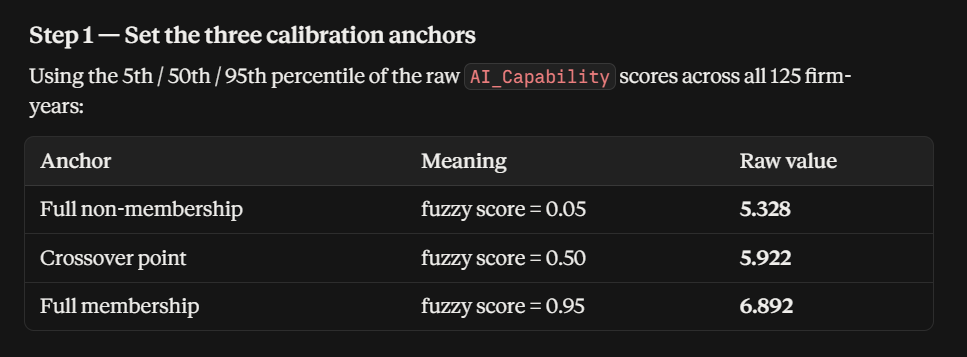 Step 1 — Set the three calibration anchors
Using the 5th / 50th / 95th percentile of the raw AI_Capability scores across all 125 firm-
years:
Anchor Meaning Raw value
Full non-membership fuzzy score = 0.05 5.328
Crossover point fuzzy score = 0.50 5.922
Full membership fuzzy score = 0.95 6.892